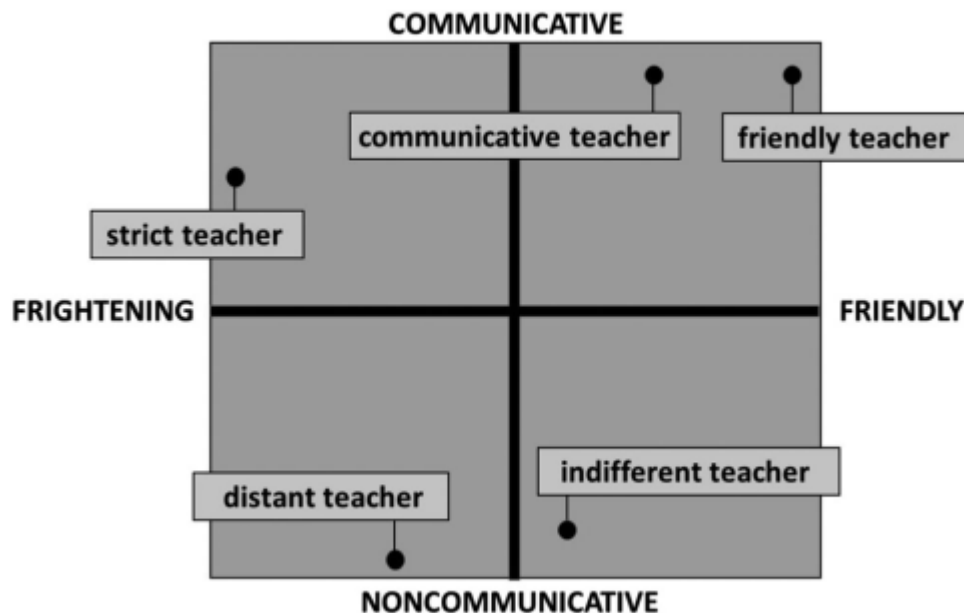 COMMUNICATIVE
communicative teacher
friendly teacher
strict teacher
FRIGHTENING
FRIENDLY
indifferent teacher
distant teacher
NONCOMMUNICATIVE